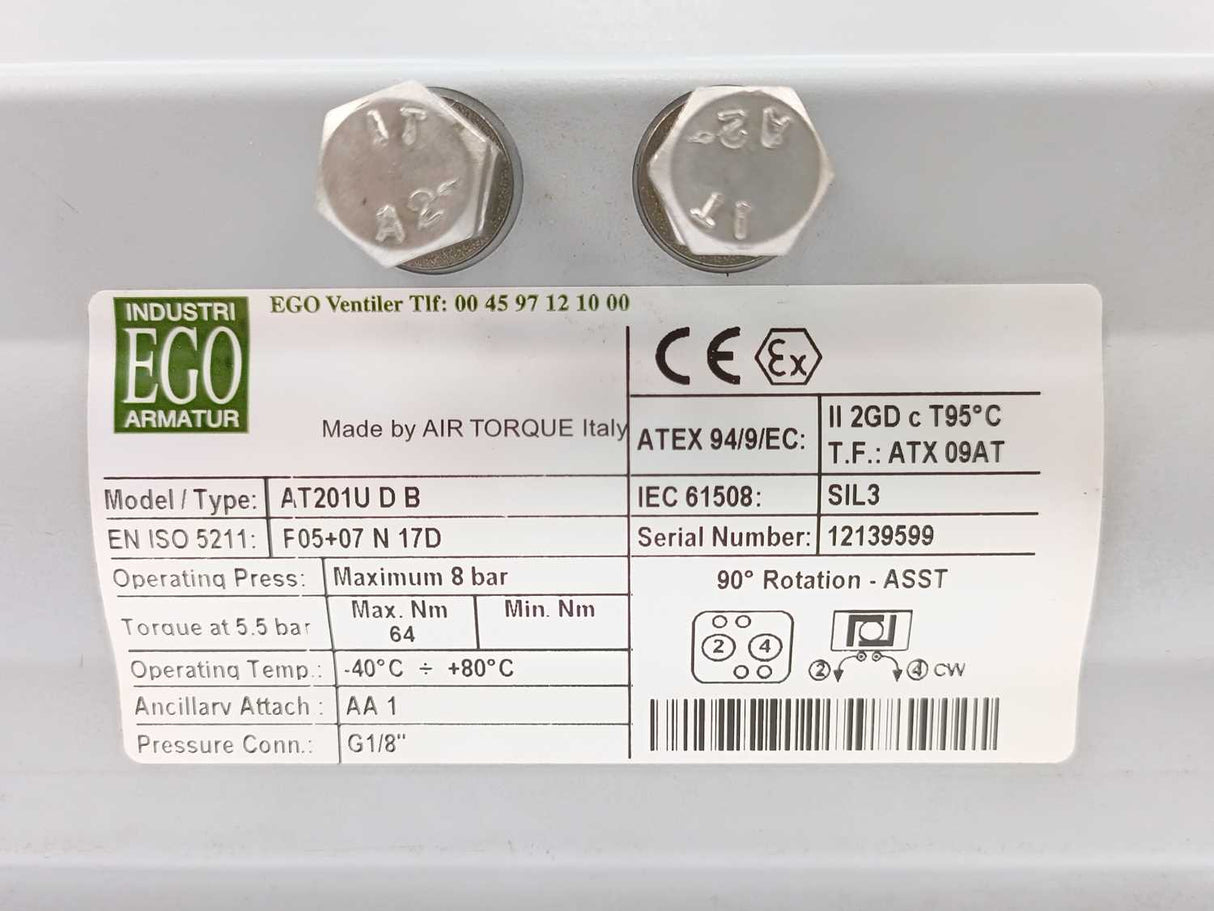 1T
A2-
A2-
1T
INDUSTRI
EGO
ARMATUR
EGO Ventiler Tlf: 00 45 97 12 10 00
Made by AIR TORQUE Italy
CE Ex
ATEX 94/9/EC: II 2GD c T95°C
T.F.: ATX 09AT
Model / Type: AT201U D B
IEC 61508: SIL3
EN ISO 5211: F05+07 N 17D
Serial Number: 12139599
Operating Press: Maximum 8 bar
90° Rotation - ASST
Torque at 5.5 bar Max. Nm Min. Nm
64
2 4
2 4 CW
Operating Temp.: -40°C ÷ +80°C
Ancillary Attach : AA 1
Pressure Conn.: G1/8"